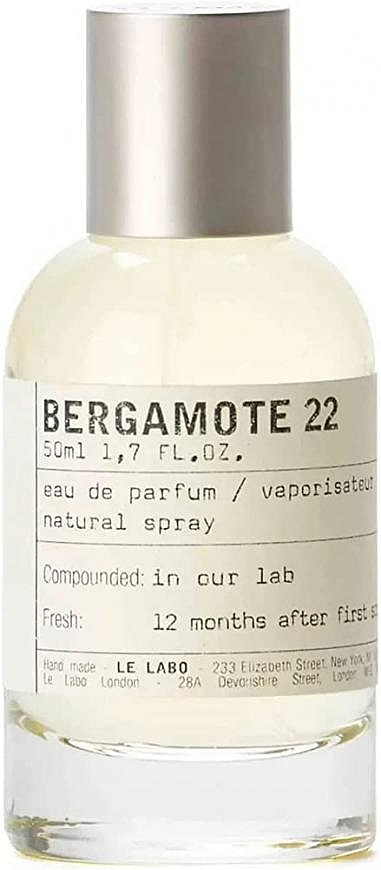 BERGAMOTE 22
50ml 1,7 FL.OZ.
eau de parfum / vaporisateur
natural spray
Compounded: in our lab
Fresh: 12 months after first
Hand made - LE LABO - 233 Elizabeth Street, New York,
Le Labo London - 28A Devonshire Street, London